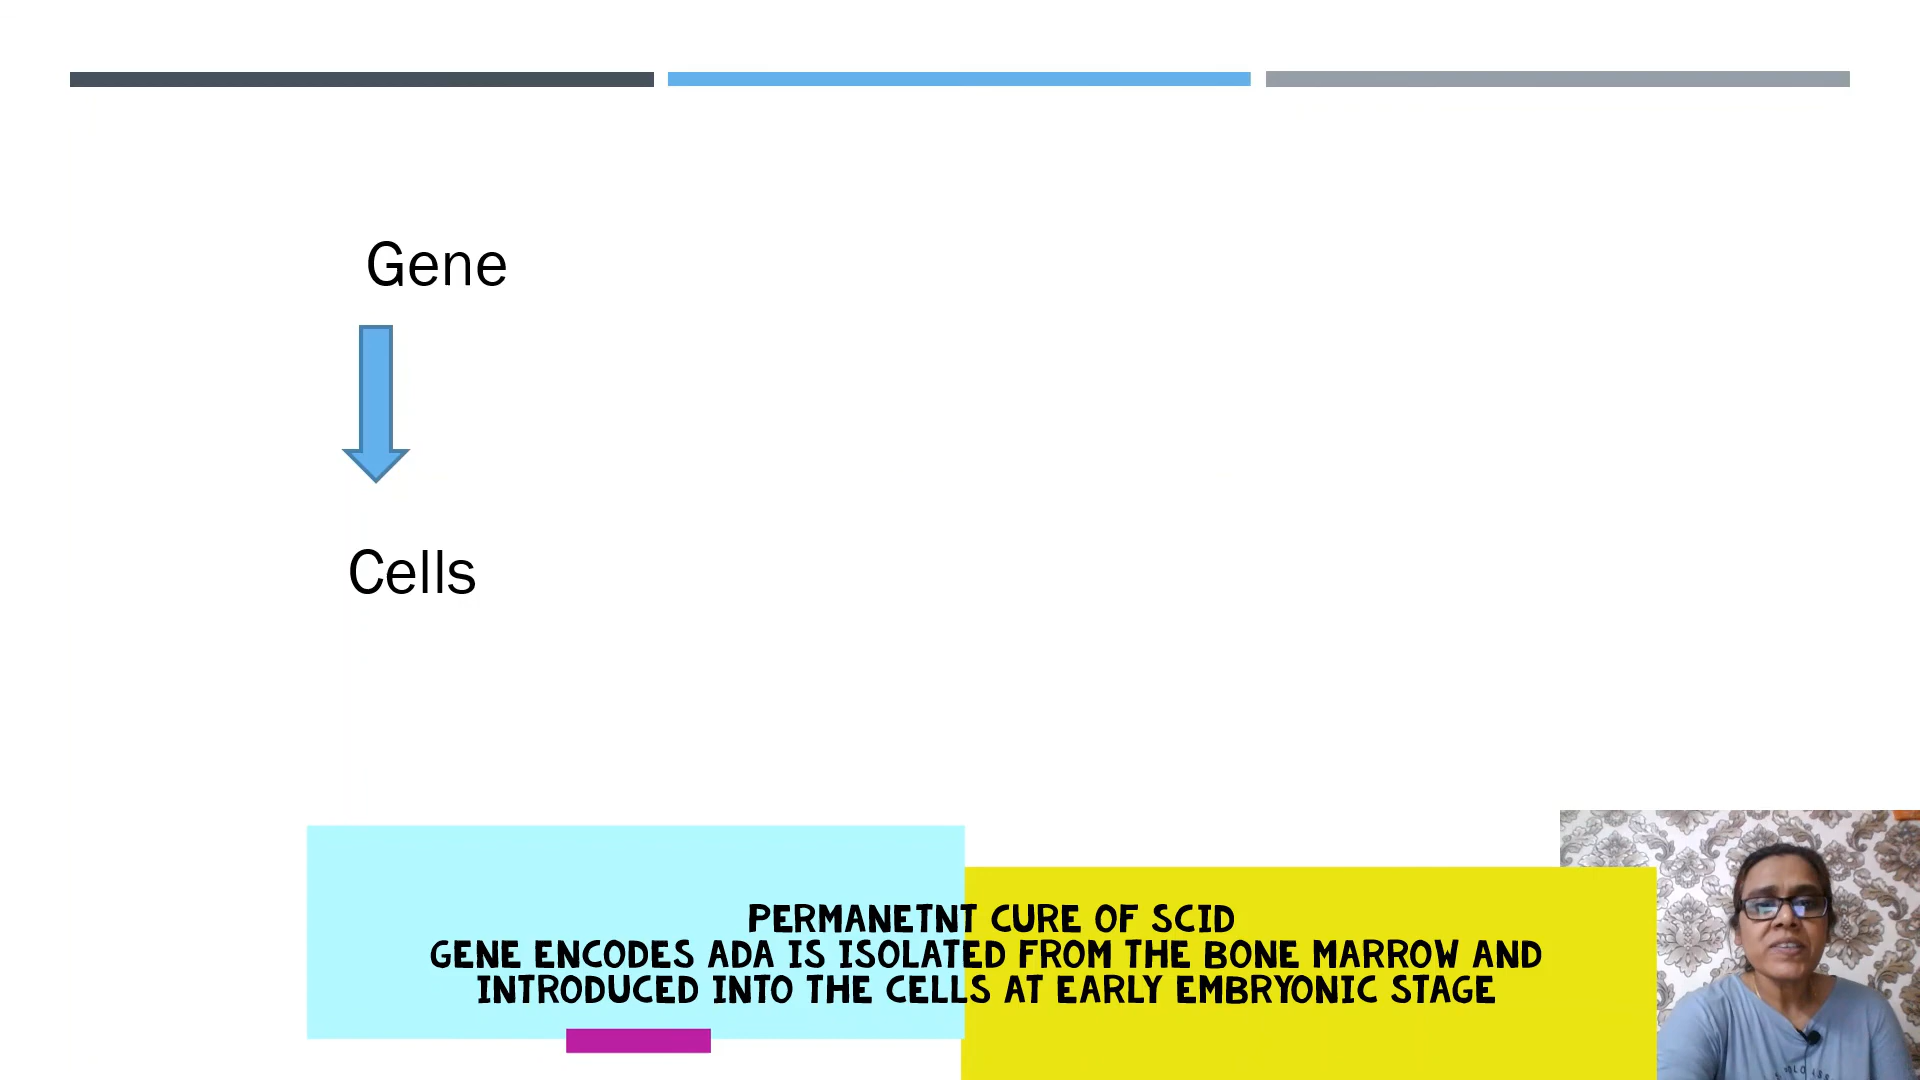 Gene
Cells
PERMANETNT CURE OF SCID
GENE ENCODES ADA IS ISOLATED FROM THE BONE MARROW AND
INTRODUCED INTO THE CELLS AT EARLY EMBRYONIC STAGE